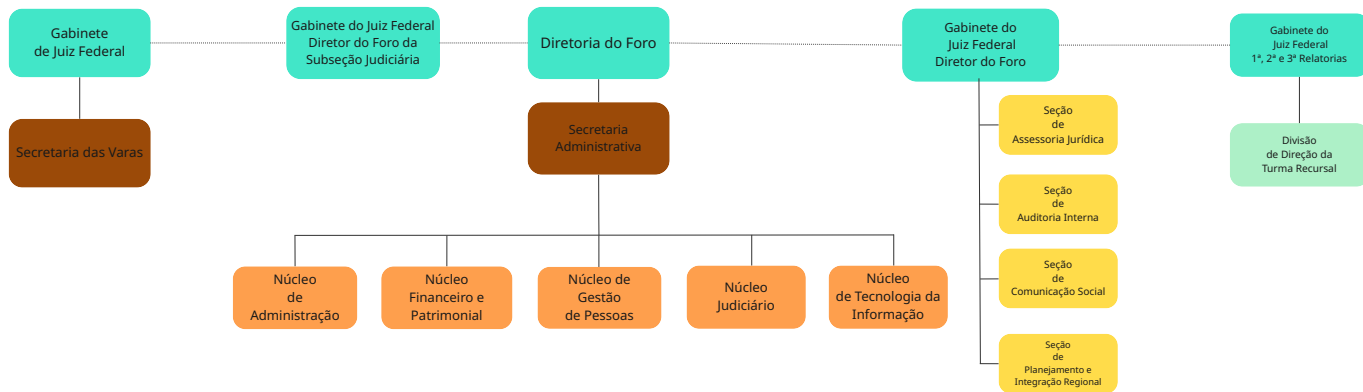 Gabinete
de Juiz Federal
Gabinete do Juiz Federal
Diretor do Foro da
Subseção Judiciária
Diretoria do Foro
Gabinete do
Juiz Federal
Diretor do Foro
Gabinete do
Juiz Federal
1ª, 2ª e 3ª Relatorias
Secretaria das Varas
Secretaria
Administrativa
Seção
de
Assessoria Jurídica
Divisão
de Direção da
Turma Recursal
Seção
de
Auditoria Interna
Seção
de
Comunicação Social
Seção
de
Planejamento e
Integração Regional
Núcleo
de
Administração
Núcleo
Financeiro e
Patrimonial
Núcleo de
Gestão
de Pessoas
Núcleo
Judiciário
Núcleo
de Tecnologia da
Informação